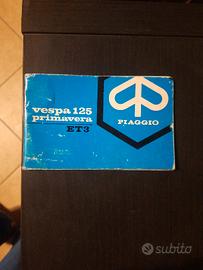 vespa 125
primavera
ET3
PIAGGIO
subito